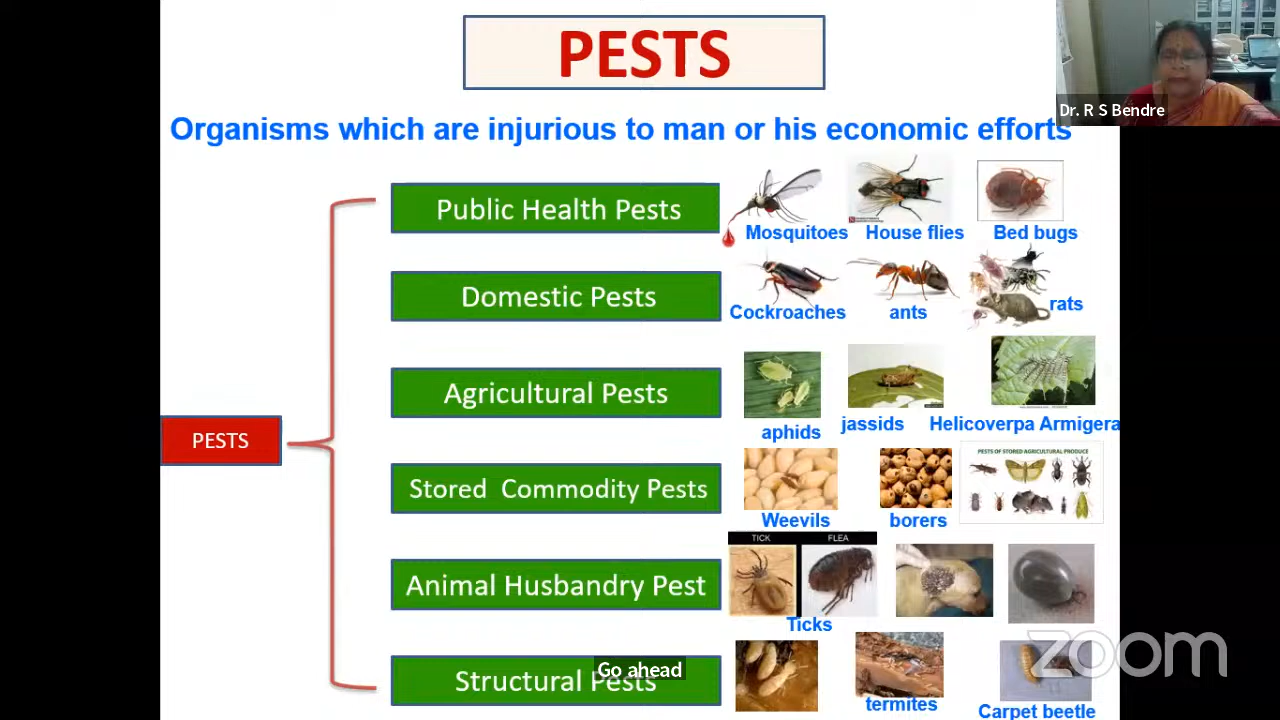 PESTS
Dr. R S Bendre
Organisms which are injurious to man or his economic efforts
Public Health Pests
Mosquitoes
House flies
Bed bugs
Domestic Pests
Cockroaches
ants
rats
Agricultural Pests
aphids
jassids
Helicoverpa Armigera
PESTS
Stored Commodity Pests
Weevils
borers
PESTS OF STORED AGRICULTURAL PRODUCE
Animal Husbandry Pest
TICK
FLEA
Ticks
zoom
Structural Pests
Go ahead
termites
Carpet beetle